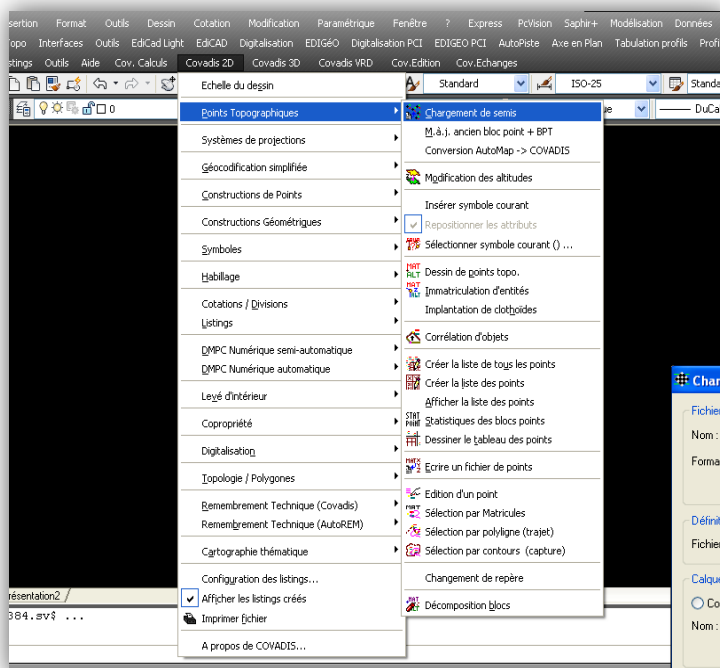 sertion Format Outils Dessin Cotation Modification Paramétrique Fenêtre ? Express PcVision Saphir+ Modélisation Données
opo Interfaces Outils EdiCad Light EdiCAD Digitalisation EDIGéO Digitalisation PCI EDIGEO PCI AutoPiste Axe en Plan Tabulation profils Profi
stings Outils Aide Cov. Calculs Covadis 2D Covadis 3D Covadis VRD Cov.Edition Cov.Echanges
Standard ISO-25 Standa
0 ue DuCa
Echelle du dessin
Points Topographiques
Systèmes de projections
Géocodification simplifiée
Constructions de Points
Constructions Géométriques
Symboles
Habillage
Cotations / Divisions
Listings
DMPC Numérique semi-automatique
DMPC Numérique automatique
Levé d'intérieur
Copropriété
Digitalisation
Topologie / Polygones
Remembrement Technique (Covadis)
Remembrement Technique (AutoREM)
Cartographie thématique
Configuration des listings...
Afficher les listings créés
Imprimer fichier
A propos de COVADIS...
Chargement de semis
M.à.j. ancien bloc point + BPT
Conversion AutoMap -> COVADIS
Modification des altitudes
Insérer symbole courant
Repositionner les attributs
Sélectionner symbole courant () ...
MAT ALT Dessin de points topo.
MAT ALT Immatriculation d'entités
Implantation de clothoïdes
Corrélation d'objets
Créer la liste de tous les points
Créer la liste des points
Afficher la liste des points
STAT POINT Statistiques des blocs points
Dessiner le tableau des points
Ecrire un fichier de points
Edition d'un point
Sélection par Matricules
Sélection par polyligne (trajet)
Sélection par contours (capture)
Changement de repère
Décomposition blocs
Char
Fichier
Nom :
Forma
Définit
Fichier
Calque
Co
Nom :
résentation2
384.sv$ ...